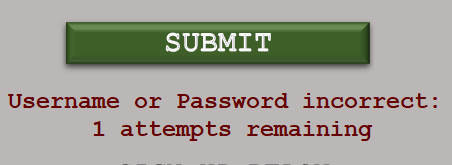 SUBMIT
Username or Password incorrect:
1 attempts remaining